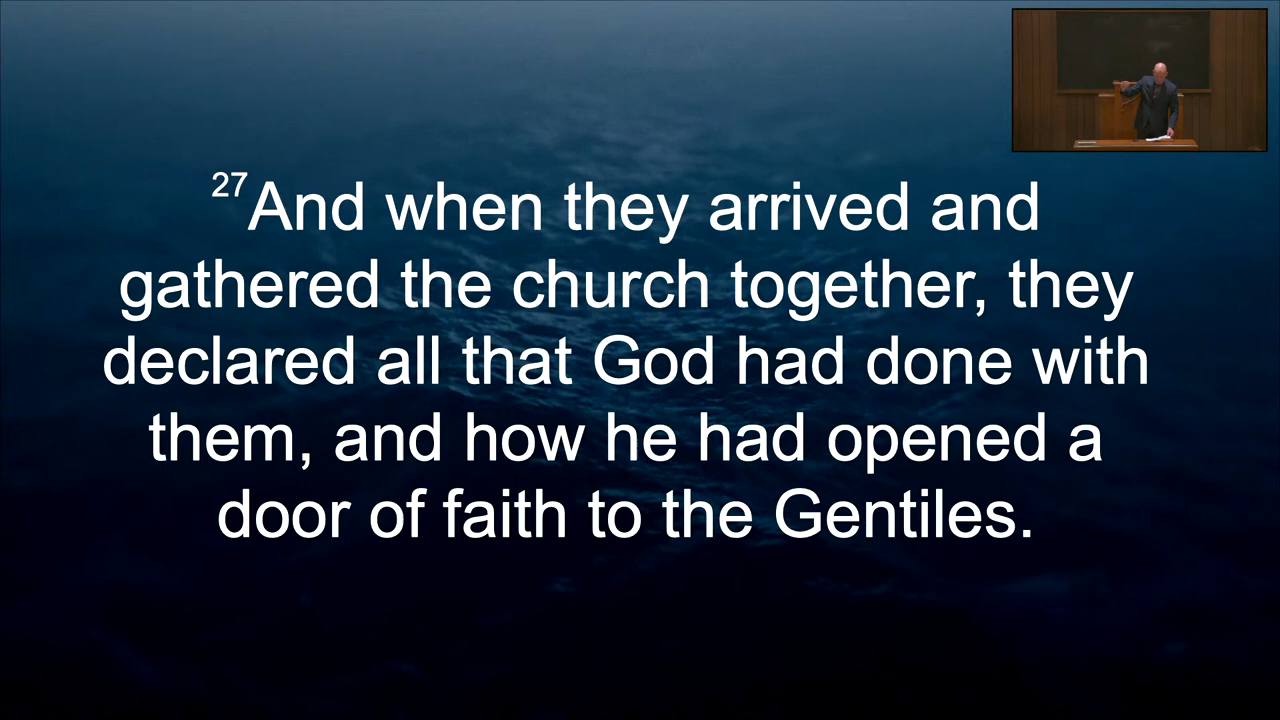 27And when they arrived and
gathered the church together, they
declared all that God had done with
them, and how he had opened a
door of faith to the Gentiles.